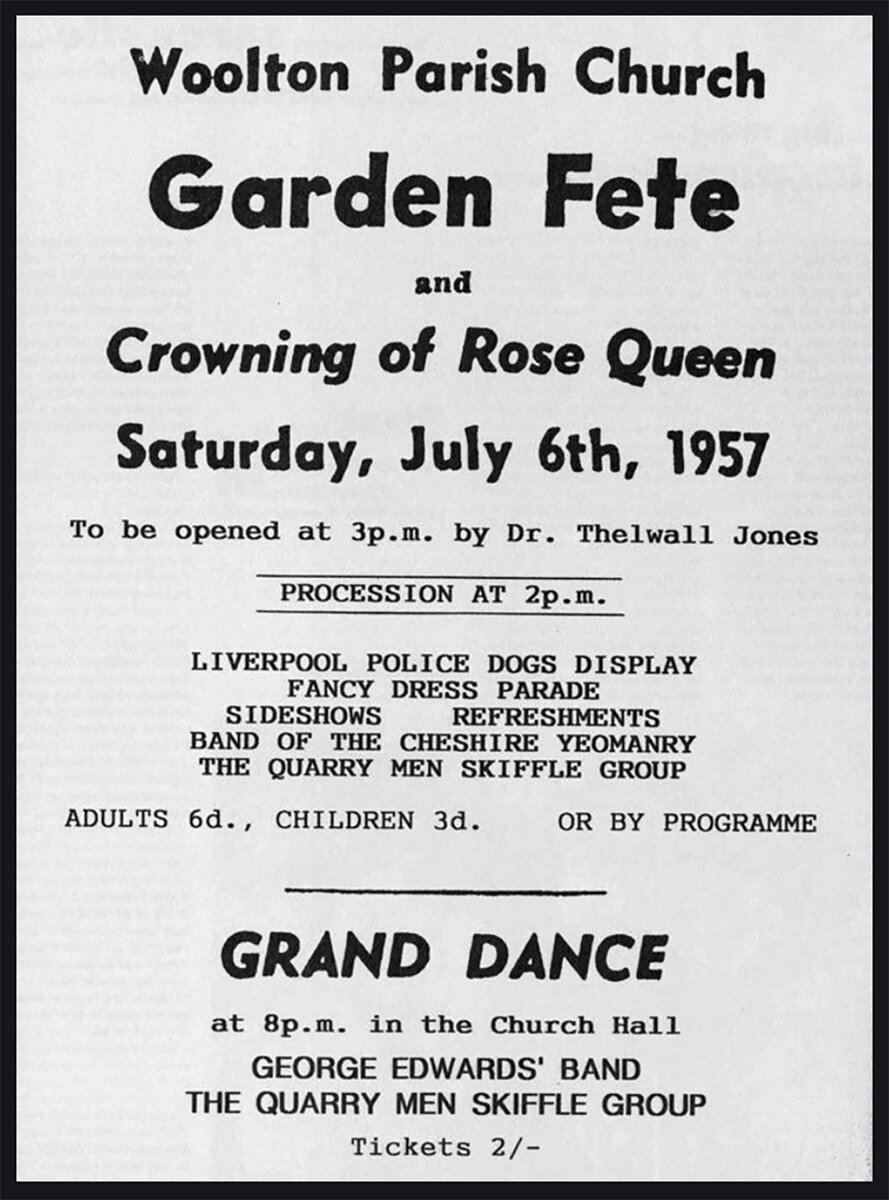 Woolton Parish Church
Garden Fete
and
Crowning of Rose Queen
Saturday, July 6th, 1957
To be opened at 3p.m. by Dr. Thelwall Jones
PROCESSION AT 2p.m.
LIVERPOOL POLICE DOGS DISPLAY
FANCY DRESS PARADE
SIDESHOWS REFRESHMENTS
BAND OF THE CHESHIRE YEOMANRY
THE QUARRY MEN SKIFFLE GROUP
ADULTS 6d., CHILDREN 3d. OR BY PROGRAMME
GRAND DANCE
at 8p.m. in the Church Hall
GEORGE EDWARDS' BAND
THE QUARRY MEN SKIFFLE GROUP
Tickets 2/-